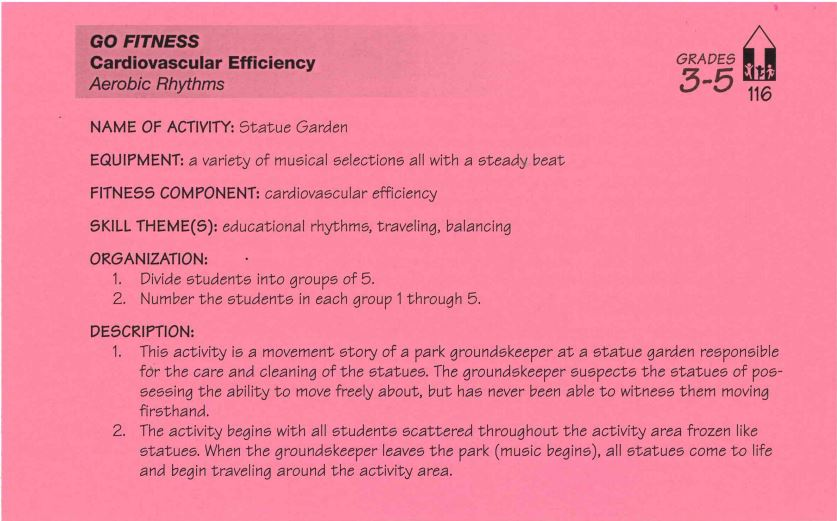 GO FITNESS
Cardiovascular Efficiency
Aerobic Rhythms
GRADES
3-5
116
NAME OF ACTIVITY: Statue Garden
EQUIPMENT: a variety of musical selections all with a steady beat
FITNESS COMPONENT: cardiovascular efficiency
SKILL THEME(S): educational rhythms, traveling, balancing
ORGANIZATION:
1. Divide students into groups of 5.
2. Number the students in each group 1 through 5.
DESCRIPTION:
1. This activity is a movement story of a park groundskeeper at a statue garden responsible
for the care and cleaning of the statues. The groundskeeper suspects the statues of pos-
sessing the ability to move freely about, but has never been able to witness them moving
firsthand.
2. The activity begins with all students scattered throughout the activity area frozen like
statues. When the groundskeeper leaves the park (music begins), all statues come to life
and begin traveling around the activity area.